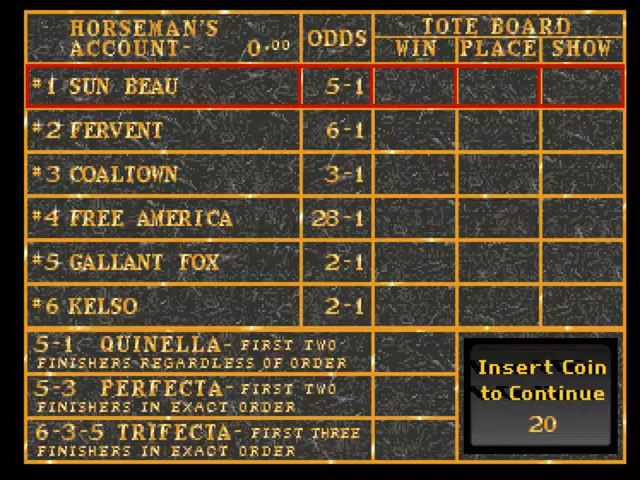 HORSEMAN'S
ACCOUNT- 0.00 ODDS TOTE BOARD
WIN PLACE SHOW
#1 SUN BEAU 5-1
#2 FERVENT 6-1
#3 COALTOWN 3-1
#4 FREE AMERICA 28-1
#5 GALLANT FOX 2-1
#6 KELSO 2-1
5-1 QUINELLA- FIRST TWO
FINISHERS REGARDLESS OF ORDER
5-3 PERFECTA- FIRST TWO
FINISHERS IN EXACT ORDER
6-3-5 TRIFECTA- FIRST THREE
FINISHERS IN EXACT ORDER
Insert Coin
to Continue
20